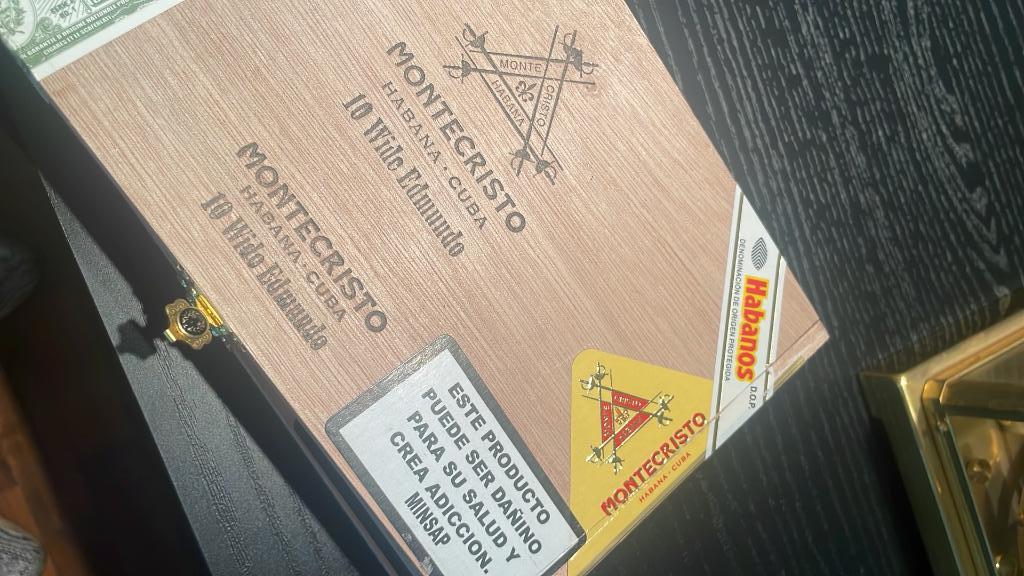 MONTE
CRISTO
HABANA
MONTECRISTO
HABANA · CUBA
10 Wide Edmundo
MONTECRISTO
HABANA · CUBA
10 Wide Edmundo
ESTE PRODUCTO
PUEDE SER DAÑINO
PARA SU SALUD Y
CREA ADICCION.
MINSAP
MONTECRISTO
HABANA · CUBA
DENOMINACIÓN DE ORIGEN PROTEGIDA
Habanos
D.O.P.